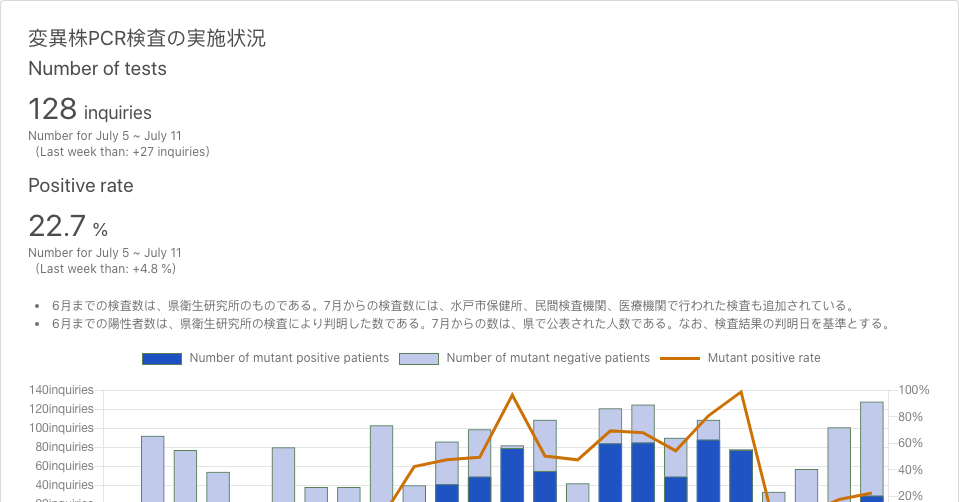 変異株PCR検査の実施状況
Number of tests
128 inquiries
Number for July 5 ~ July 11
（Last week than: +27 inquiries）
Positive rate
22.7 %
Number for July 5 ~ July 11
（Last week than: +4.8 %）
• 6月までの検査数は、県衛生研究所のものである。7月からの検査数には、水戸市保健所、民間検査機関、医療機関で行われた検査も追加されている。
• 6月までの陽性者数は、県衛生研究所の検査により判明した数である。7月からの数は、県で公表された人数である。なお、検査結果の判明日を基準とする。
Number of mutant positive patients Number of mutant negative patients Mutant positive rate
140inquiries 100%
120inquiries 80%
100inquiries
80inquiries 60%
60inquiries 40%
40inquiries
20%